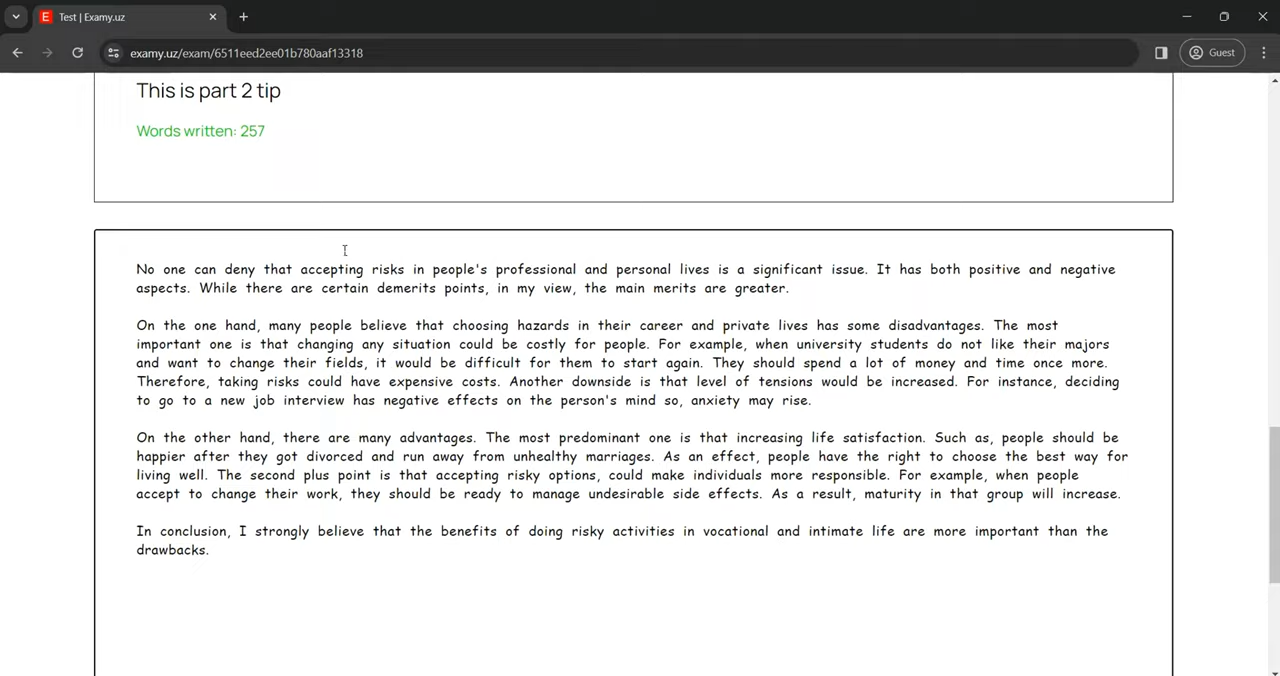 Test | Examy.uz
examy.uz/exam/6511eed2ee01b780aaf13318
Guest
This is part 2 tip
Words written: 257
No one can deny that accepting risks in people's professional and personal lives is a significant issue. It has both positive and negative
aspects. While there are certain demerits points, in my view, the main merits are greater.
On the one hand, many people believe that choosing hazards in their career and private lives has some disadvantages. The most
important one is that changing any situation could be costly for people. For example, when university students do not like their majors
and want to change their fields, it would be difficult for them to start again. They should spend a lot of money and time once more.
Therefore, taking risks could have expensive costs. Another downside is that level of tensions would be increased. For instance, deciding
to go to a new job interview has negative effects on the person's mind so, anxiety may rise.
On the other hand, there are many advantages. The most predominant one is that increasing life satisfaction. Such as, people should be
happier after they got divorced and run away from unhealthy marriages. As an effect, people have the right to choose the best way for
living well. The second plus point is that accepting risky options, could make individuals more responsible. For example, when people
accept to change their work, they should be ready to manage undesirable side effects. As a result, maturity in that group will increase.
In conclusion, I strongly believe that the benefits of doing risky activities in vocational and intimate life are more important than the
drawbacks.